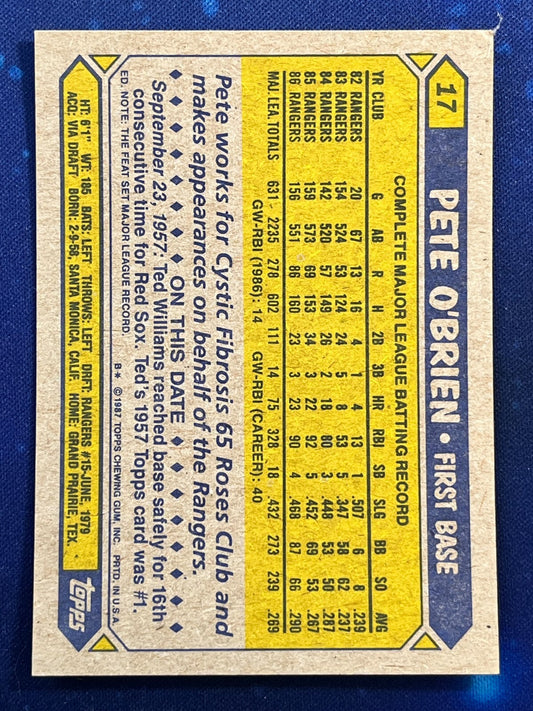 17
PETE O'BRIEN • FIRST BASE
COMPLETE MAJOR LEAGUE BATTING RECORD
YR CLUB G AB R H 2B 3B HR RBI SB SLG BB SO AVG
82 RANGERS 20 67 13 16 4 1 4 13 1 .507 6 8 .239
83 RANGERS 154 524 53 124 24 5 8 53 5 .347 58 62 .237
84 RANGERS 142 520 57 149 26 2 18 80 3 .448 53 50 .287
85 RANGERS 159 573 69 153 34 3 22 92 5 .452 69 53 .267
86 RANGERS 156 551 86 160 23 3 23 90 4 .468 87 66 .290
MAJ. LEA. TOTALS 631 2235 278 602 111 14 75 328 18 .432 273 239 .269
GW-RBI (1986): 14 GW-RBI (CAREER): 40
Pete works for Cystic Fibrosis 65 Roses Club and
makes appearances on behalf of the Rangers.
ON THIS DATE
September 23, 1957: Ted Williams reached base safely for 16th
consecutive time for Red Sox. Ted's 1957 Topps card was #1.
ED. NOTE: THE FEAT SET MAJOR LEAGUE RECORD
B* ©1987 TOPPS CHEWING GUM, INC. PRTD. IN U.S.A.
HT: 6'1" WT: 185 BATS: LEFT THROWS: LEFT DRFT: RANGERS #15-JUNE, 1979
ACQ: VIA DRAFT BORN: 2-9-58, SANTA MONICA, CALIF. HOME: GRAND PRAIRIE, TEX.
topps